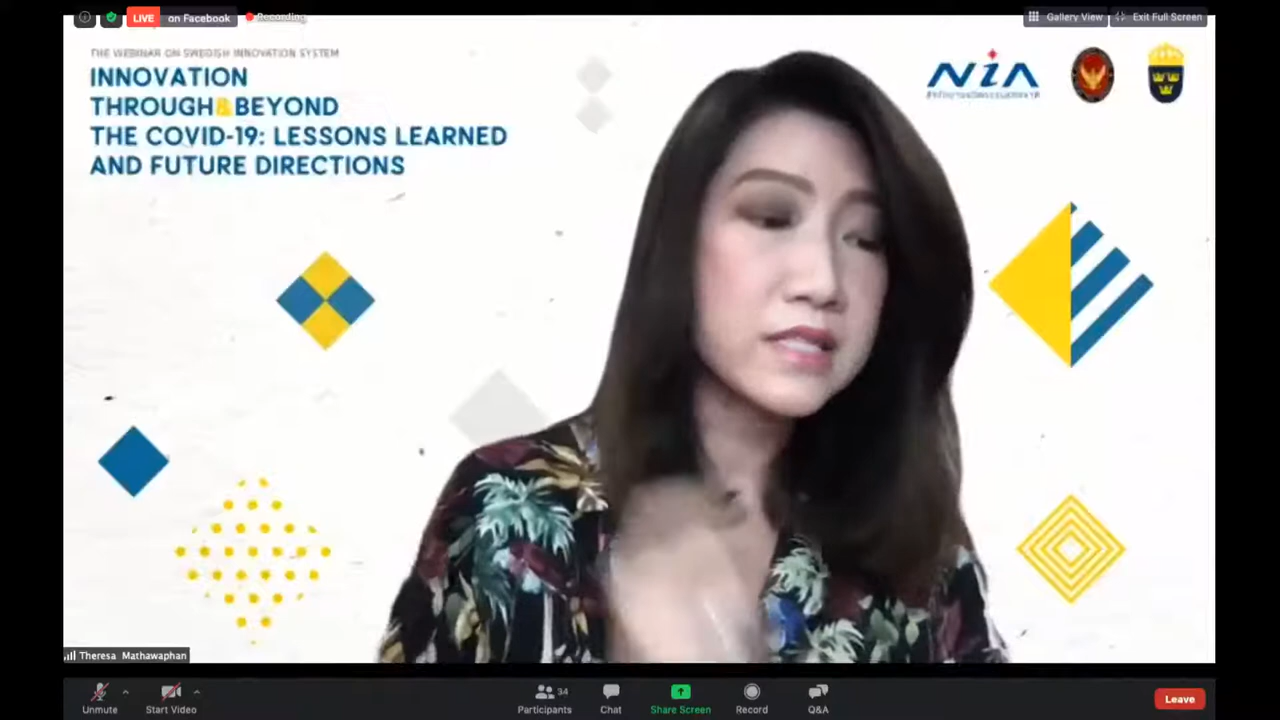 LIVE on Facebook Recording
Gallery View Exit Full Screen
THE WEBINAR ON SWEDISH INNOVATION SYSTEM
INNOVATION
THROUGH&BEYOND
THE COVID-19: LESSONS LEARNED
AND FUTURE DIRECTIONS
NiA
Theresa Mathawaphan
Unmute
Start Video
Participants 34
Chat
Share Screen
Record
Q&A
Leave